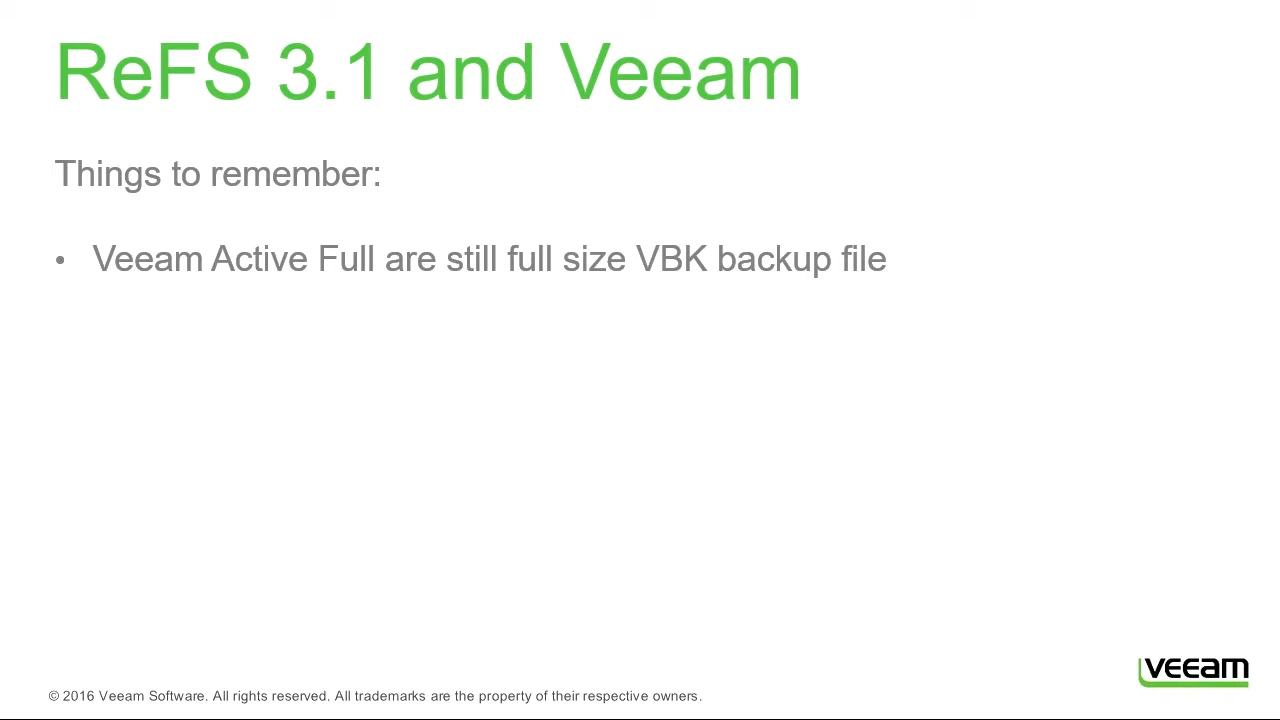 ReFS 3.1 and Veeam
Things to remember:
• Veeam Active Full are still full size VBK backup file
veeam
© 2016 Veeam Software. All rights reserved. All trademarks are the property of their respective owners.